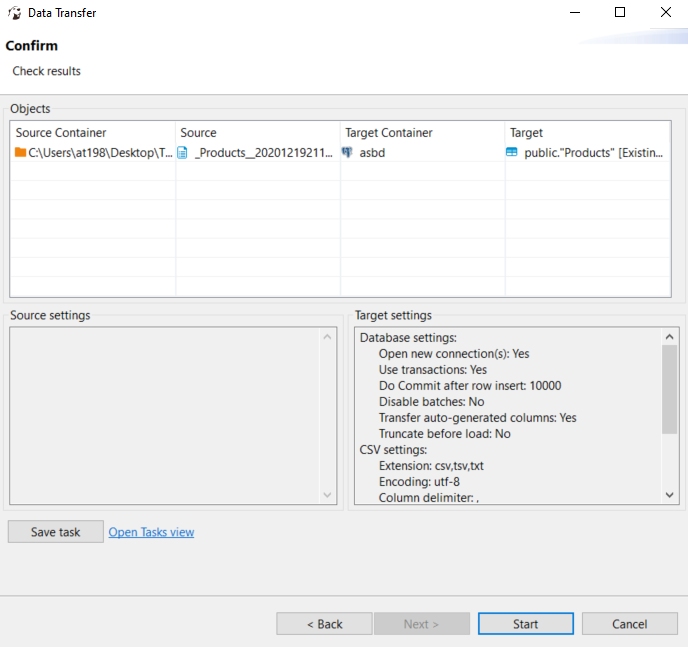 Data Transfer
Confirm
Check results
Objects
Source Container Source Target Container Target
C:\Users\at198\Desktop\T... _Products__20201219211... asbd public."Products" [Existin...
Source settings Target settings
Database settings:
Open new connection(s): Yes
Use transactions: Yes
Do Commit after row insert: 10000
Disable batches: No
Transfer auto-generated columns: Yes
Truncate before load: No
CSV settings:
Extension: csv,tsv,txt
Encoding: utf-8
Column delimiter: ,
Save task Open Tasks view
< Back Next > Start Cancel